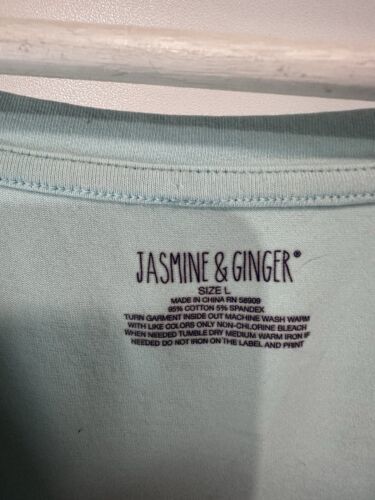 JASMINE & GINGER®
SIZE L
MADE IN CHINA RN 56909
95% COTTON 5% SPANDEX
TURN GARMENT INSIDE OUT MACHINE WASH WARM
WITH LIKE COLORS ONLY NON-CHLORINE BLEACH
WHEN NEEDED TUMBLE DRY MEDIUM WARM IRON IF
NEEDED DO NOT IRON ON THE LABEL AND PRINT